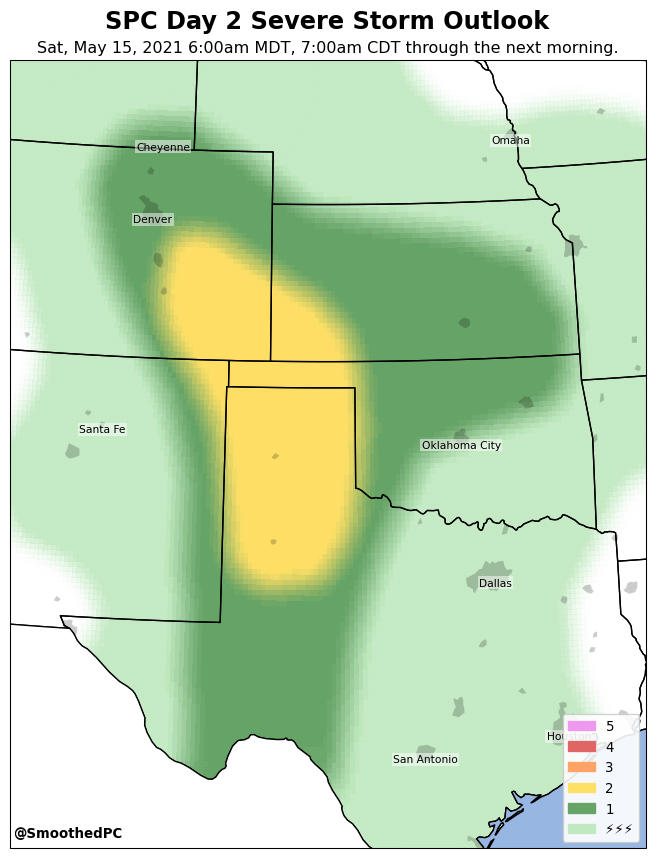 SPC Day 2 Severe Storm Outlook
Sat, May 15, 2021 6:00am MDT, 7:00am CDT through the next morning.
Omaha
Cheyenne
Denver
Santa Fe
Oklahoma City
Dallas
Houston
San Antonio
5
4
3
2
1
⚡⚡⚡
@SmoothedPC